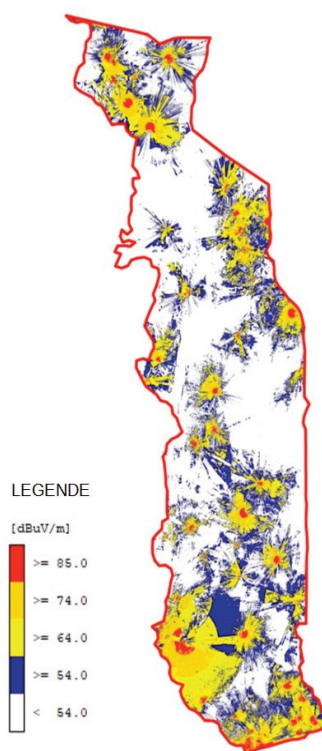 LEGENDE
[dBuV/m]
>= 85.0
>= 74.0
>= 64.0
>= 54.0
< 54.0